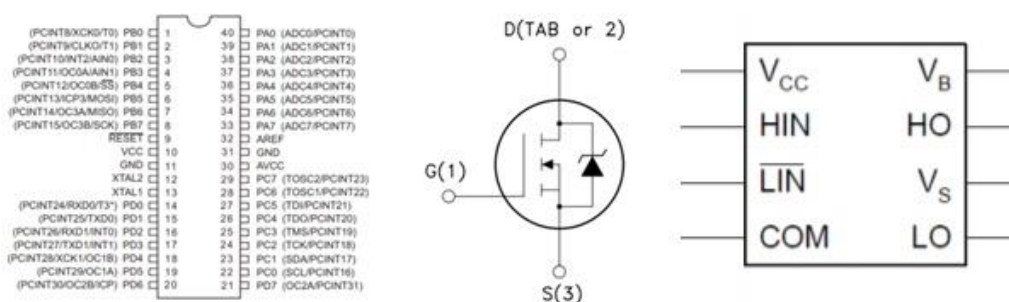 (PCINT8/XCK0/T0) PB0 1 40 PA0 (ADC0/PCINT0)
(PCINT9/CLKO/T1) PB1 2 39 PA1 (ADC1/PCINT1)
(PCINT10/INT2/AIN0) PB2 3 38 PA2 (ADC2/PCINT2)
(PCINT11/OC0A/AIN1) PB3 4 37 PA3 (ADC3/PCINT3)
(PCINT12/OC0B/SS) PB4 5 36 PA4 (ADC4/PCINT4)
(PCINT13/ICP3/MOSI) PB5 6 35 PA5 (ADC5/PCINT5)
(PCINT14/OC3A/MISO) PB6 7 34 PA6 (ADC6/PCINT6)
(PCINT15/OC3B/SCK) PB7 8 33 PA7 (ADC7/PCINT7)
RESET 9 32 AREF
VCC 10 31 GND
GND 11 30 AVCC
XTAL2 12 29 PC7 (TOSC2/PCINT23)
XTAL1 13 28 PC6 (TOSC1/PCINT22)
(PCINT24/RXD0/T3*) PD0 14 27 PC5 (TDI/PCINT21)
(PCINT25/TXD0) PD1 15 26 PC4 (TDO/PCINT20)
(PCINT26/RXD1/INT0) PD2 16 25 PC3 (TMS/PCINT19)
(PCINT27/TXD1/INT1) PD3 17 24 PC2 (TCK/PCINT18)
(PCINT28/XCK1/OC1B) PD4 18 23 PC1 (SDA/PCINT17)
(PCINT29/OC1A) PD5 19 22 PC0 (SCL/PCINT16)
(PCINT30/OC2B/ICP) PD6 20 21 PD7 (OC2A/PCINT31)
D(TAB or 2)
G(1)
S(3)
VCC VB
HIN HO
LIN VS
COM LO